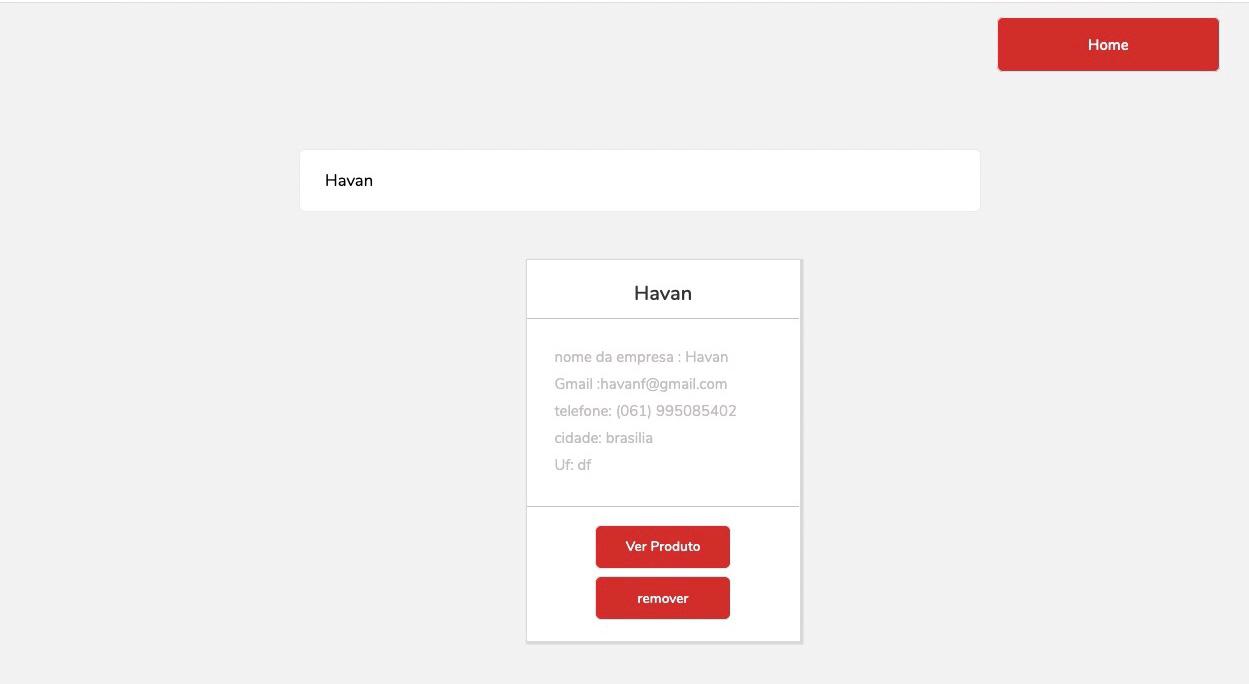 Home
Havan
Havan
nome da empresa : Havan
Gmail :havanf@gmail.com
telefone: (061) 995085402
cidade: brasilia
Uf: df
Ver Produto
remover